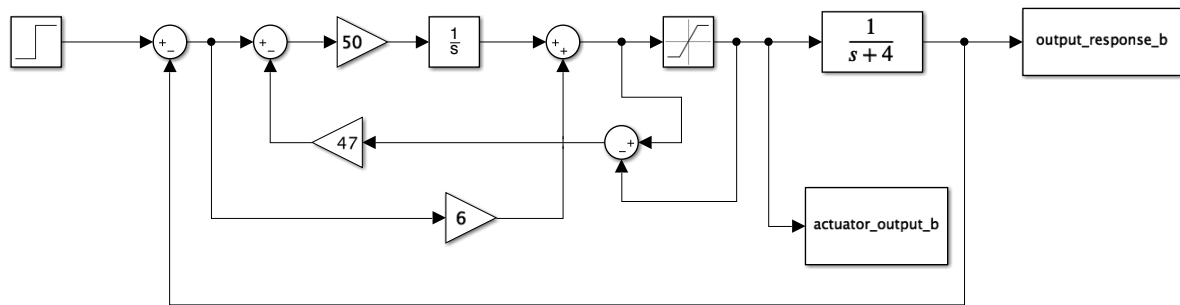 50
1
s
1
s + 4
output_response_b
47
6
actuator_output_b